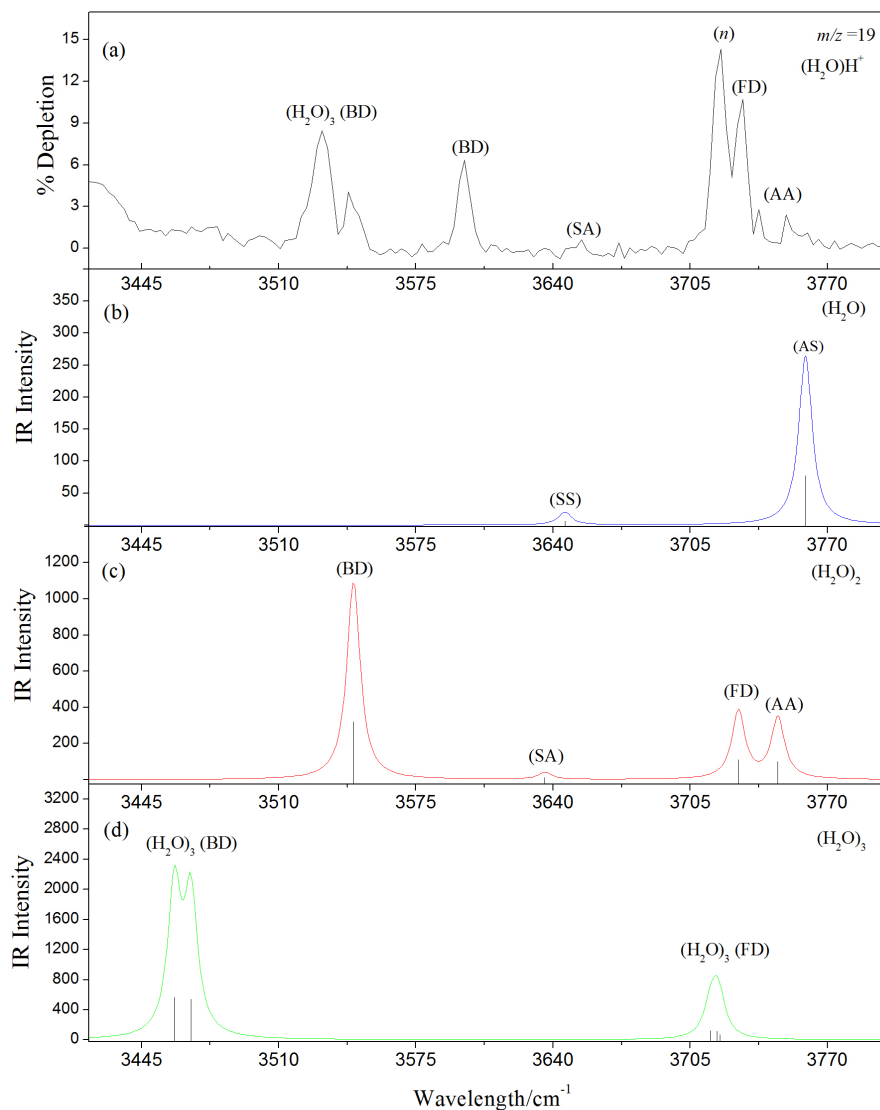 (a)
(n)
m/z =19
(H₂O)H⁺
(FD)
(H₂O)₃ (BD)
(BD)
(AA)
(SA)
% Depletion
15
12
9
6
3
0
3445 3510 3575 3640 3705 3770
(b)
(H₂O)
(AS)
(SS)
IR Intensity
350
300
250
200
150
100
50
3445 3510 3575 3640 3705 3770
(c)
(BD)
(H₂O)₂
(FD)
(AA)
(SA)
IR Intensity
1200
1000
800
600
400
200
3445 3510 3575 3640 3705 3770
(d)
(H₂O)₃ (BD)
(H₂O)₃
(H₂O)₃ (FD)
IR Intensity
3200
2800
2400
2000
1600
1200
800
400
0
3445 3510 3575 3640 3705 3770
Wavelength/cm⁻¹